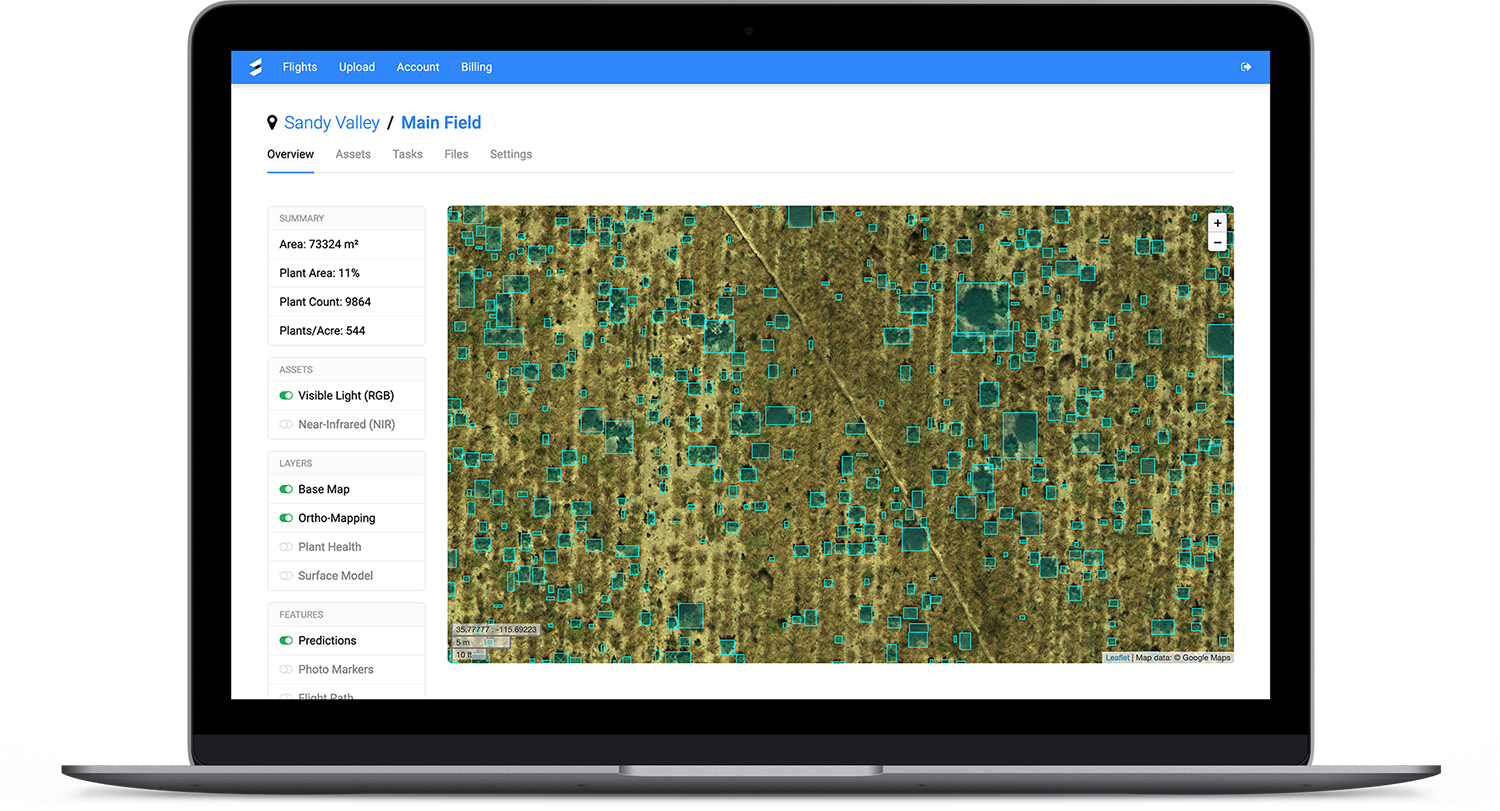 Flights Upload Account Billing
Sandy Valley / Main Field
Overview Assets Tasks Files Settings
SUMMARY
Area: 73324 m²
Plant Area: 11%
Plant Count: 9864
Plants/Acre: 544
ASSETS
Visible Light (RGB)
Near-Infrared (NIR)
LAYERS
Base Map
Ortho-Mapping
Plant Health
Surface Model
FEATURES
Predictions
Photo Markers
Flight Path
+
−
35.77777 : -115.69223
5 m
10 ft
Leaflet | Map data: © Google Maps